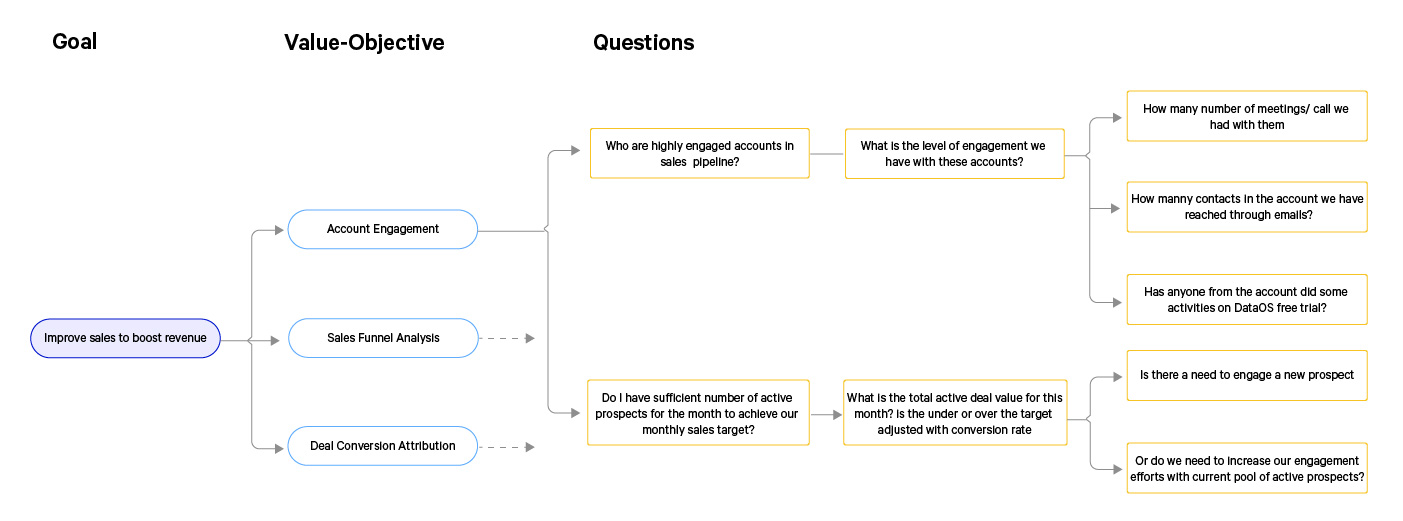 Goal
Value-Objective
Questions
How many number of meetings/ call we
had with them
Who are highly engaged accounts in
sales pipeline?
What is the level of engagement we
have with these accounts?
How manny contacts in the account we have
reached through emails?
Account Engagement
Has anyone from the account did some
activities on DataOS free trial?
Improve sales to boost revenue
Sales Funnel Analysis
Is there a need to engage a new prospect
Do I have sufficient number of active
prospects for the month to achieve our
monthly sales target?
What is the total active deal value for this
month? Is the under or over the target
adjusted with conversion rate
Deal Conversion Attribution
Or do we need to increase our engagement
efforts with current pool of active prospects?